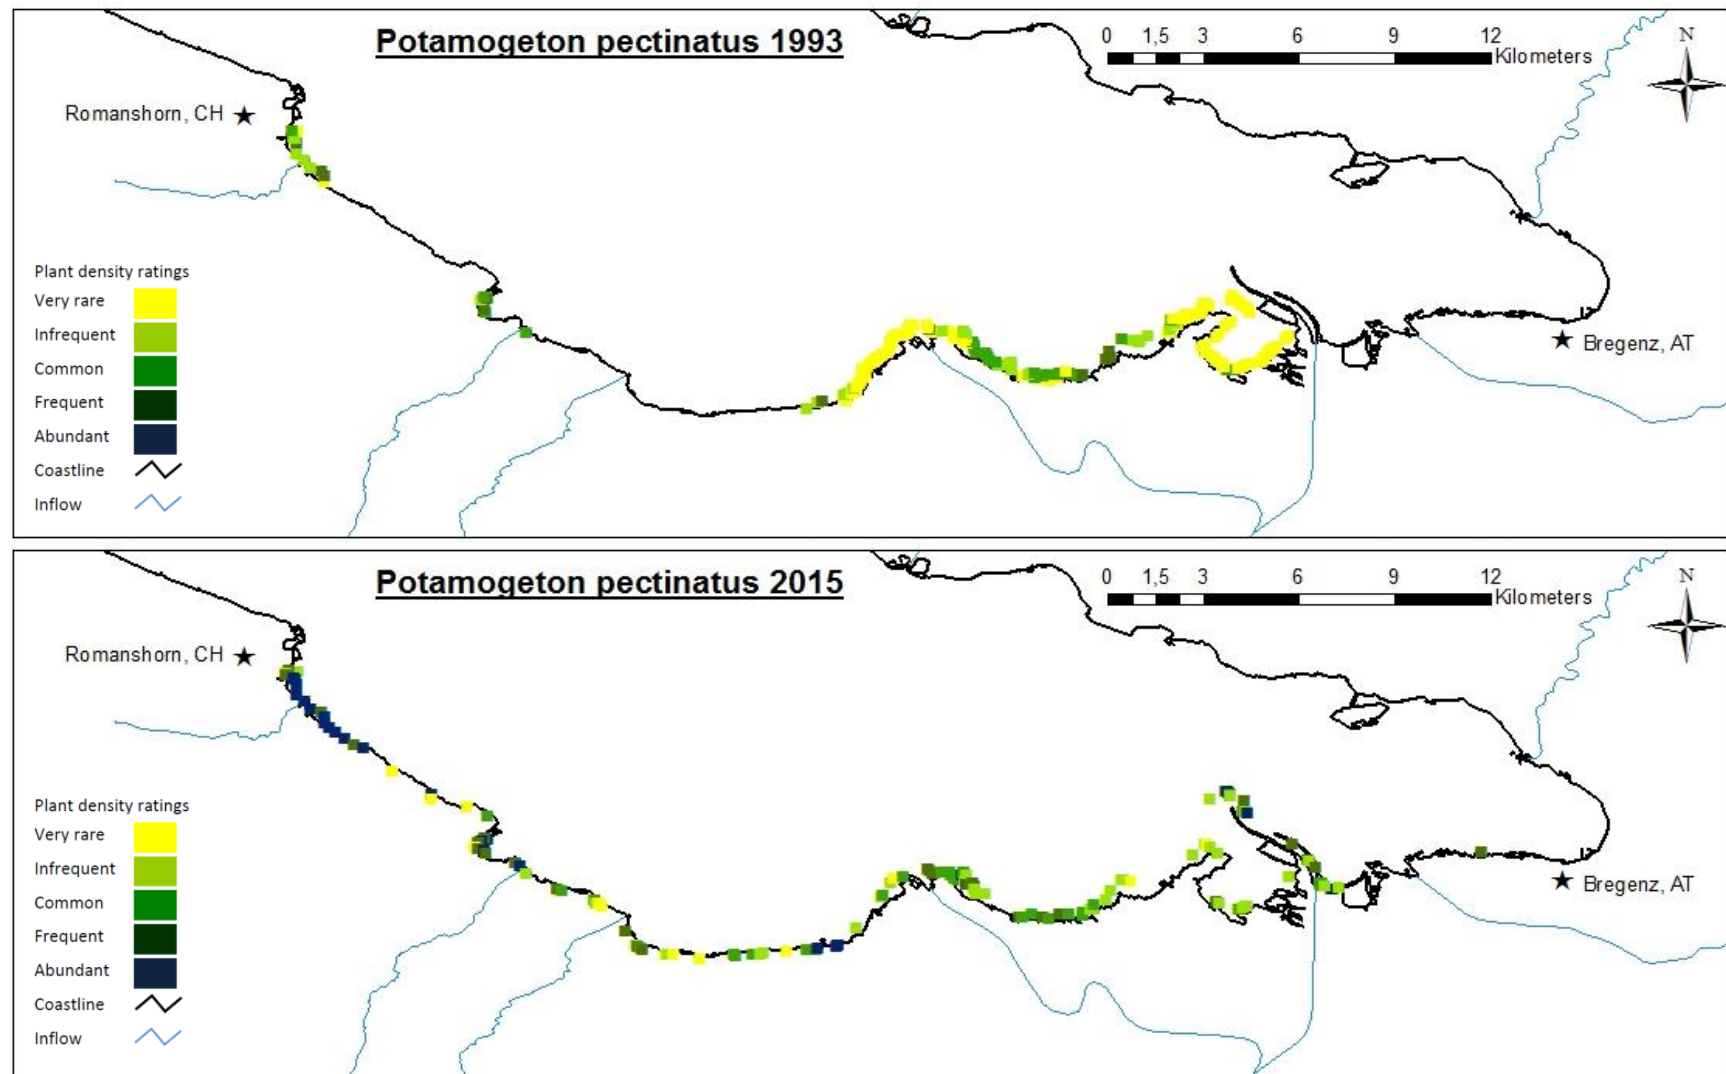 Potamogeton pectinatus 1993
0 1,5 3 6 9 12
Kilometers
N
Romanshorn, CH
Plant density ratings
Very rare
Infrequent
Common
Frequent
Abundant
Coastline
Inflow
Bregenz, AT
Potamogeton pectinatus 2015
0 1,5 3 6 9 12
Kilometers
N
Romanshorn, CH
Plant density ratings
Very rare
Infrequent
Common
Frequent
Abundant
Coastline
Inflow
Bregenz, AT